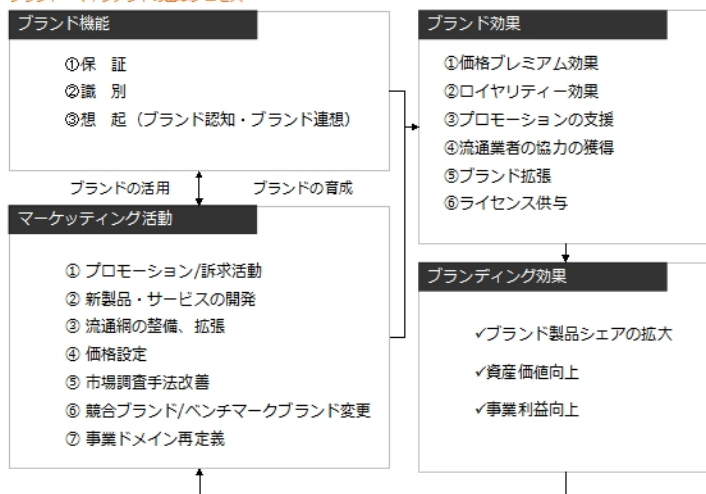 ブランド機能
①保　証
②識　別
③想　起（ブランド認知・ブランド連想）
ブランドの活用
ブランドの育成
マーケッティング活動
① プロモーション/訴求活動
② 新製品・サービスの開発
③ 流通網の整備、拡張
④ 価格設定
⑤ 市場調査手法改善
⑥ 競合ブランド/ベンチマークブランド変更
⑦ 事業ドメイン再定義
ブランド効果
①価格プレミアム効果
②ロイヤリティー効果
③プロモーションの支援
④流通業者の協力の獲得
⑤ブランド拡張
⑥ライセンス供与
ブランディング効果
✓ブランド製品シェアの拡大
✓資産価値向上
✓事業利益向上